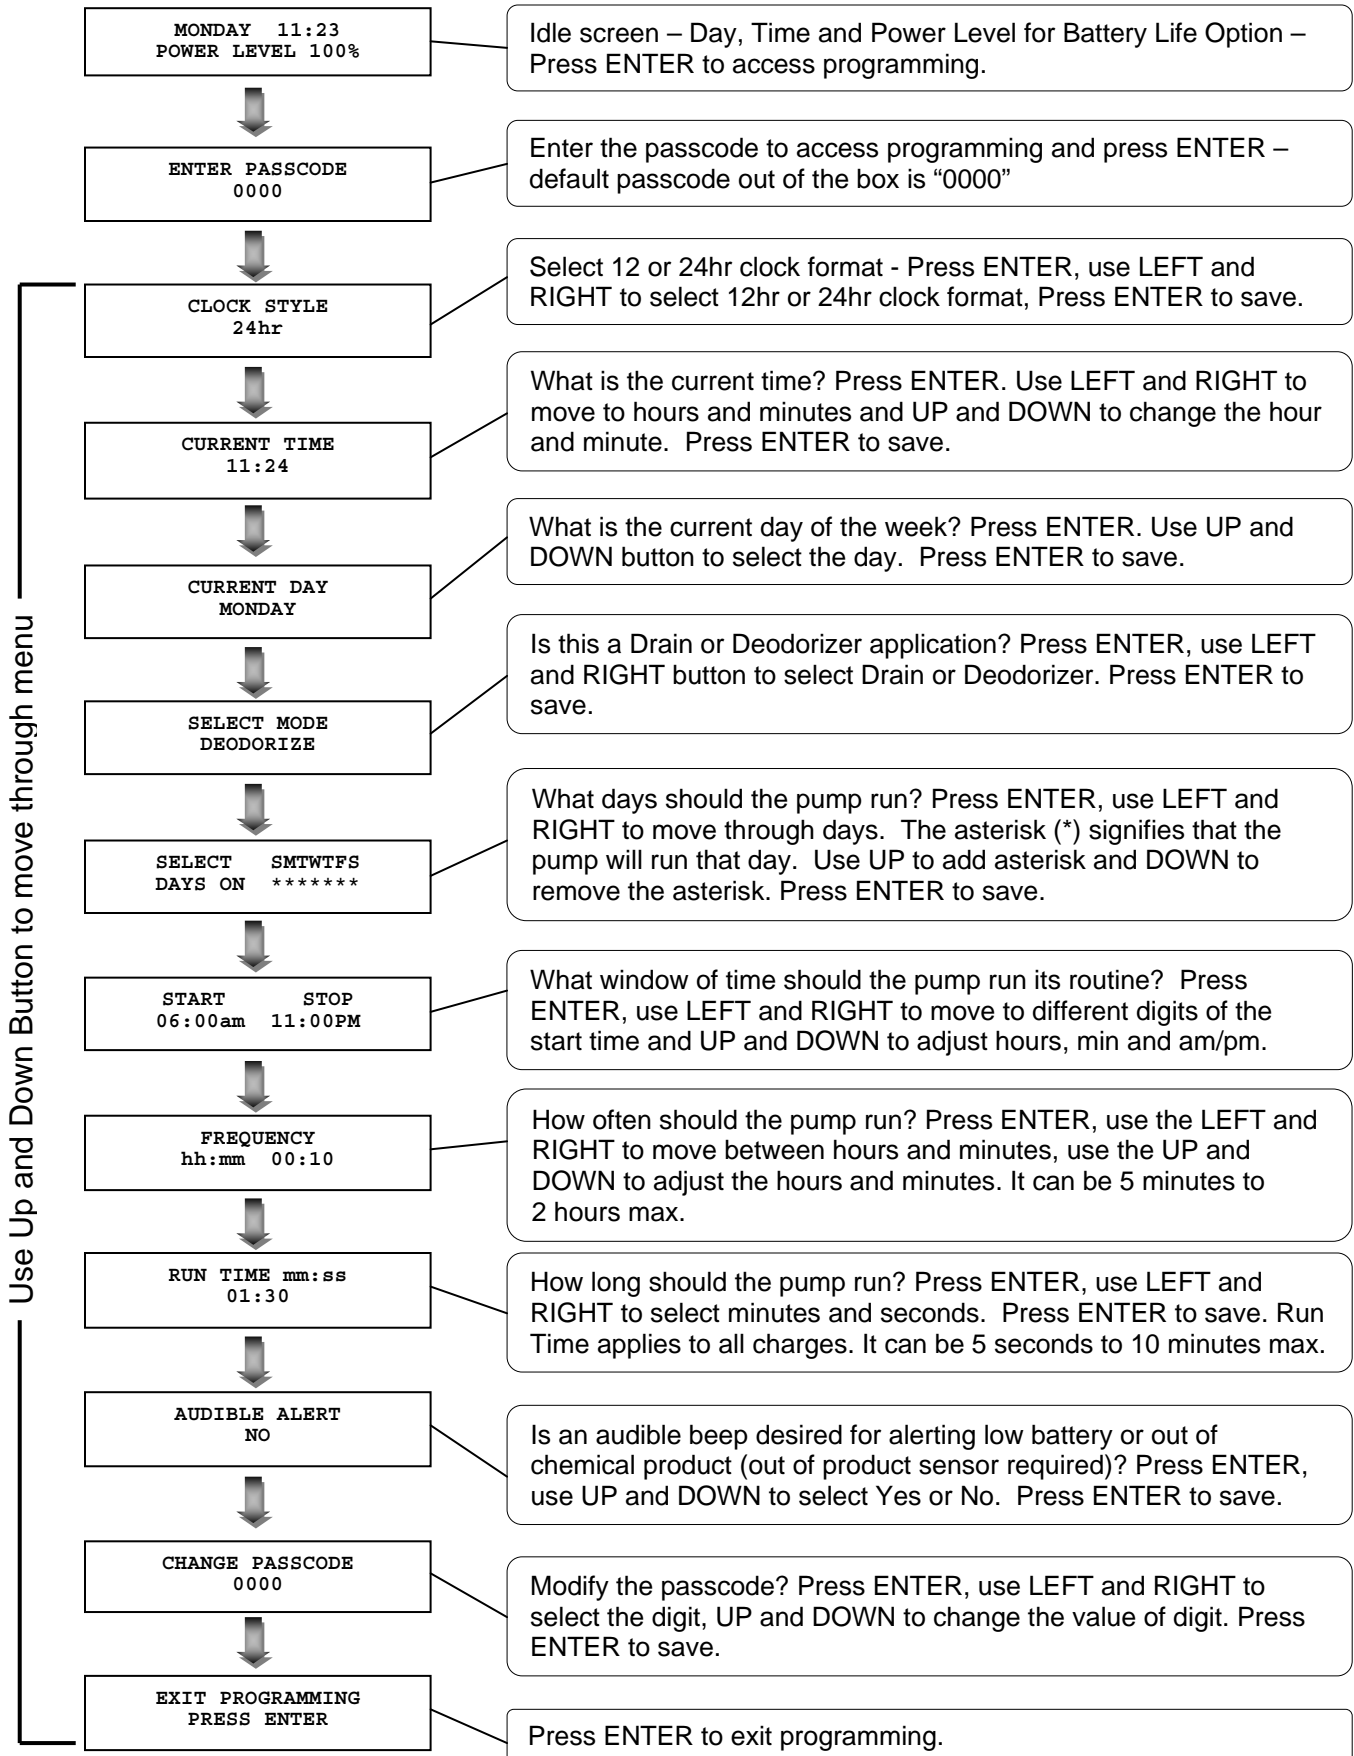 MONDAY  11:23
POWER LEVEL 100%
Idle screen – Day, Time and Power Level for Battery Life Option –
Press ENTER to access programming.
ENTER PASSCODE
0000
Enter the passcode to access programming and press ENTER –
default passcode out of the box is “0000”
Use Up and Down Button to move through menu
CLOCK STYLE
24hr
Select 12 or 24hr clock format - Press ENTER, use LEFT and
RIGHT to select 12hr or 24hr clock format, Press ENTER to save.
CURRENT TIME
11:24
What is the current time? Press ENTER. Use LEFT and RIGHT to
move to hours and minutes and UP and DOWN to change the hour
and minute.  Press ENTER to save.
CURRENT DAY
MONDAY
What is the current day of the week? Press ENTER. Use UP and
DOWN button to select the day.  Press ENTER to save.
SELECT MODE
DEODORIZE
Is this a Drain or Deodorizer application? Press ENTER, use LEFT
and RIGHT button to select Drain or Deodorizer. Press ENTER to
save.
SELECT   SMTWTFS
DAYS ON  *******
What days should the pump run? Press ENTER, use LEFT and
RIGHT to move through days.  The asterisk (*) signifies that the
pump will run that day.  Use UP to add asterisk and DOWN to
remove the asterisk. Press ENTER to save.
START      STOP
06:00am  11:00PM
What window of time should the pump run its routine?  Press
ENTER, use LEFT and RIGHT to move to different digits of the
start time and UP and DOWN to adjust hours, min and am/pm.
FREQUENCY
hh:mm  00:10
How often should the pump run? Press ENTER, use the LEFT and
RIGHT to move between hours and minutes, use the UP and
DOWN to adjust the hours and minutes. It can be 5 minutes to
2 hours max.
RUN TIME mm:ss
01:30
How long should the pump run? Press ENTER, use LEFT and
RIGHT to select minutes and seconds.  Press ENTER to save. Run
Time applies to all charges. It can be 5 seconds to 10 minutes max.
AUDIBLE ALERT
NO
Is an audible beep desired for alerting low battery or out of
chemical product (out of product sensor required)? Press ENTER,
use UP and DOWN to select Yes or No.  Press ENTER to save.
CHANGE PASSCODE
0000
Modify the passcode? Press ENTER, use LEFT and RIGHT to
select the digit, UP and DOWN to change the value of digit. Press
ENTER to save.
EXIT PROGRAMMING
PRESS ENTER
Press ENTER to exit programming.